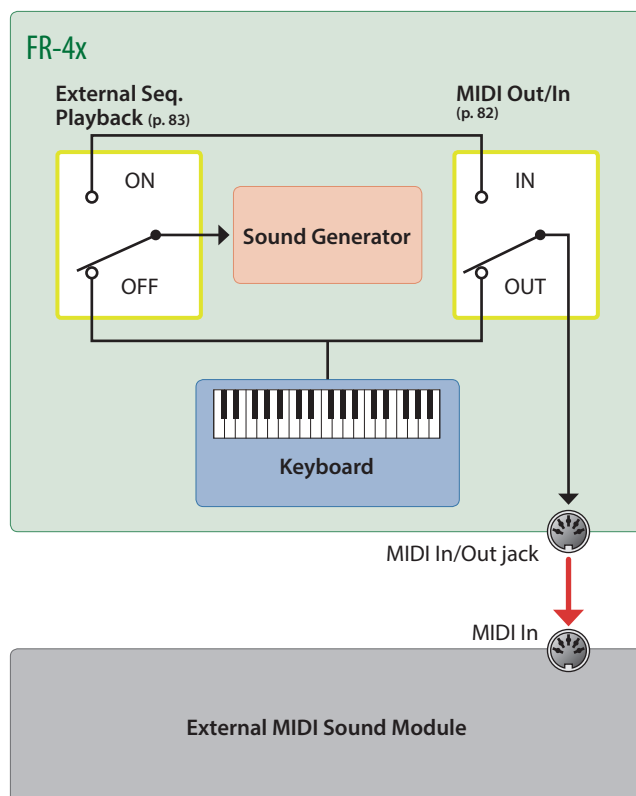 FR-4x
External Seq.
Playback (p. 83)
MIDI Out/In
(p. 82)
ON
OFF
Sound Generator
IN
OUT
Keyboard
MIDI In/Out jack
MIDI In
External MIDI Sound Module